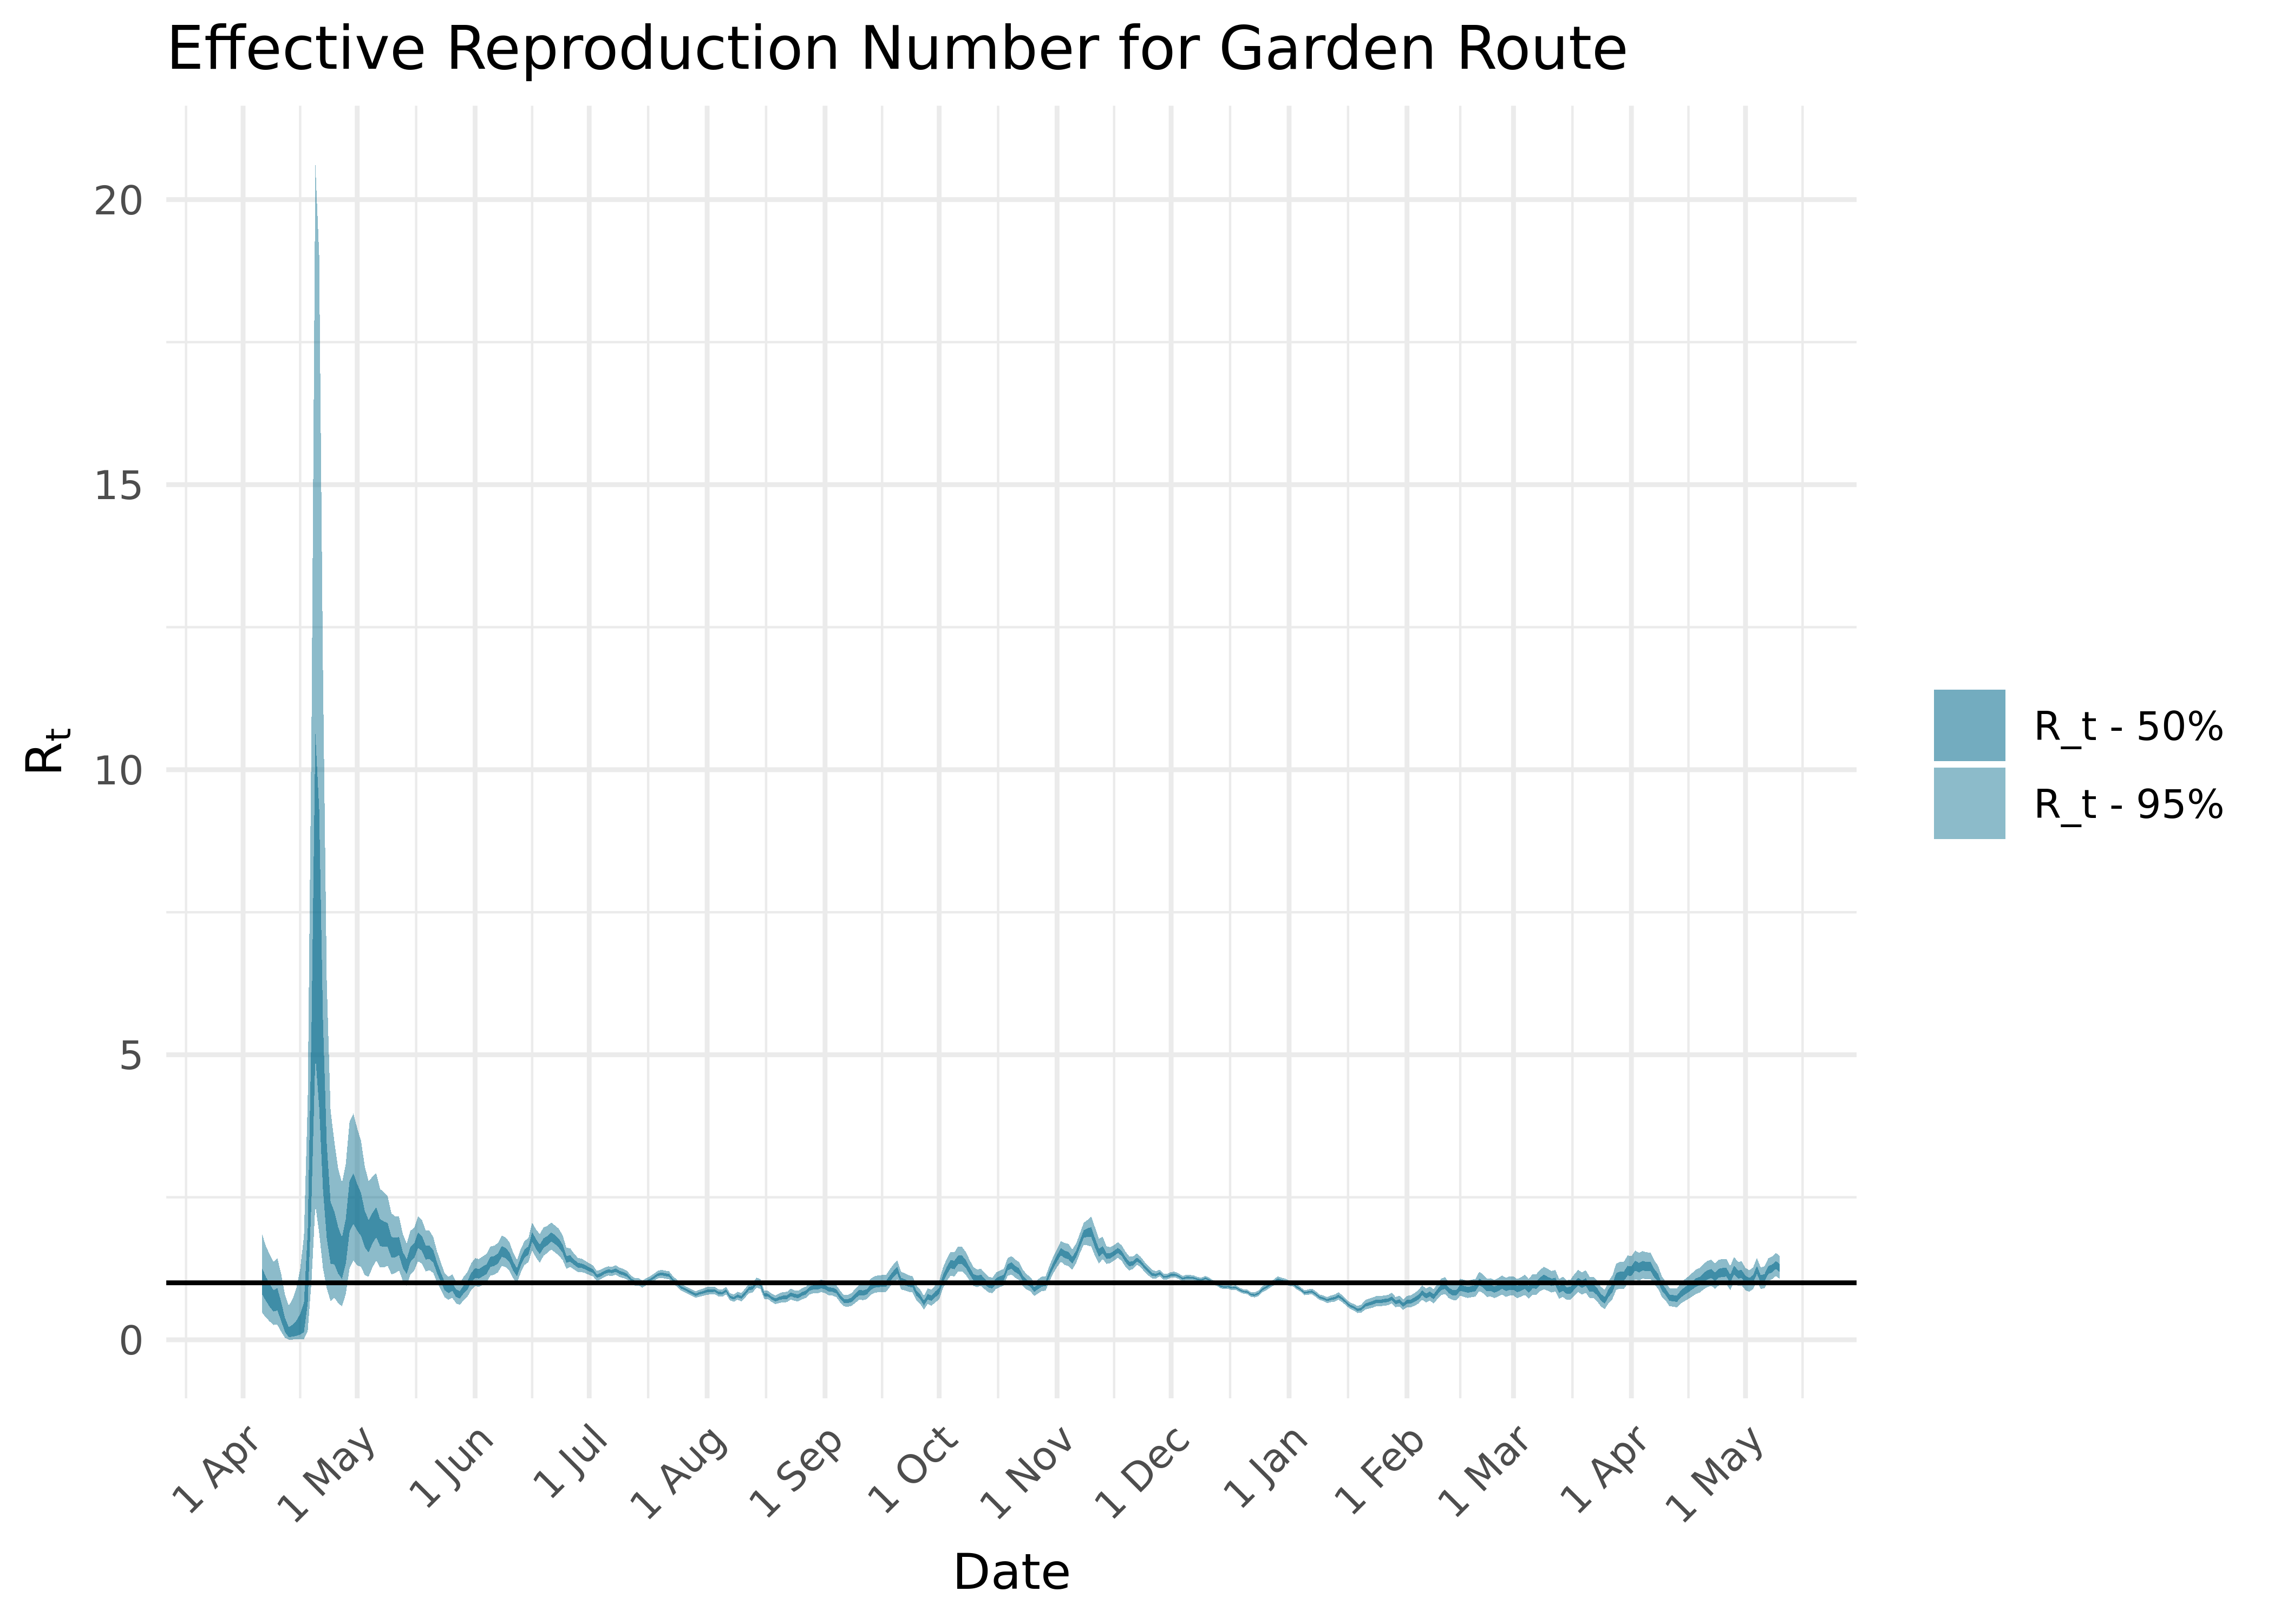 Effective Reproduction Number for Garden Route
20
15
10
5
0
R_t
1 Apr
1 May
1 Jun
1 Jul
1 Aug
1 Sep
1 Oct
1 Nov
1 Dec
1 Jan
1 Feb
1 Mar
1 Apr
1 May
Date
R_t - 50%
R_t - 95%